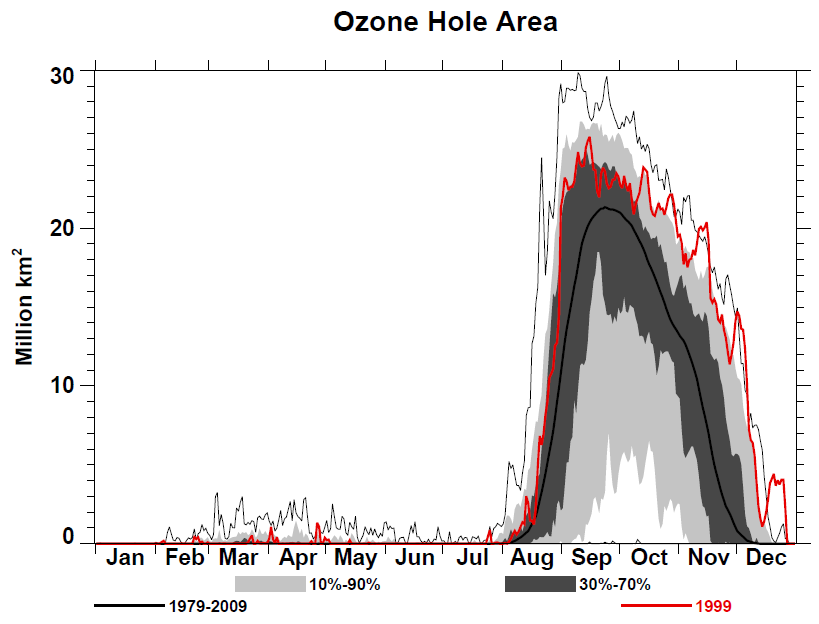 Ozone Hole Area
30
20
10
0
Million km²
Jan Feb Mar Apr May Jun Jul Aug Sep Oct Nov Dec
10%-90% 30%-70%
1979-2009 1999